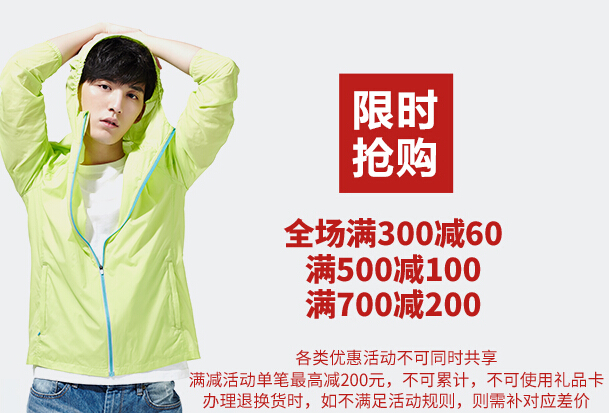 限时
抢购
全场满300减60
满500减100
满700减200
各类优惠活动不可同时共享
满减活动单笔最高减200元，不可累计，不可使用礼品卡
办理退换货时，如不满足活动规则，则需补对应差价